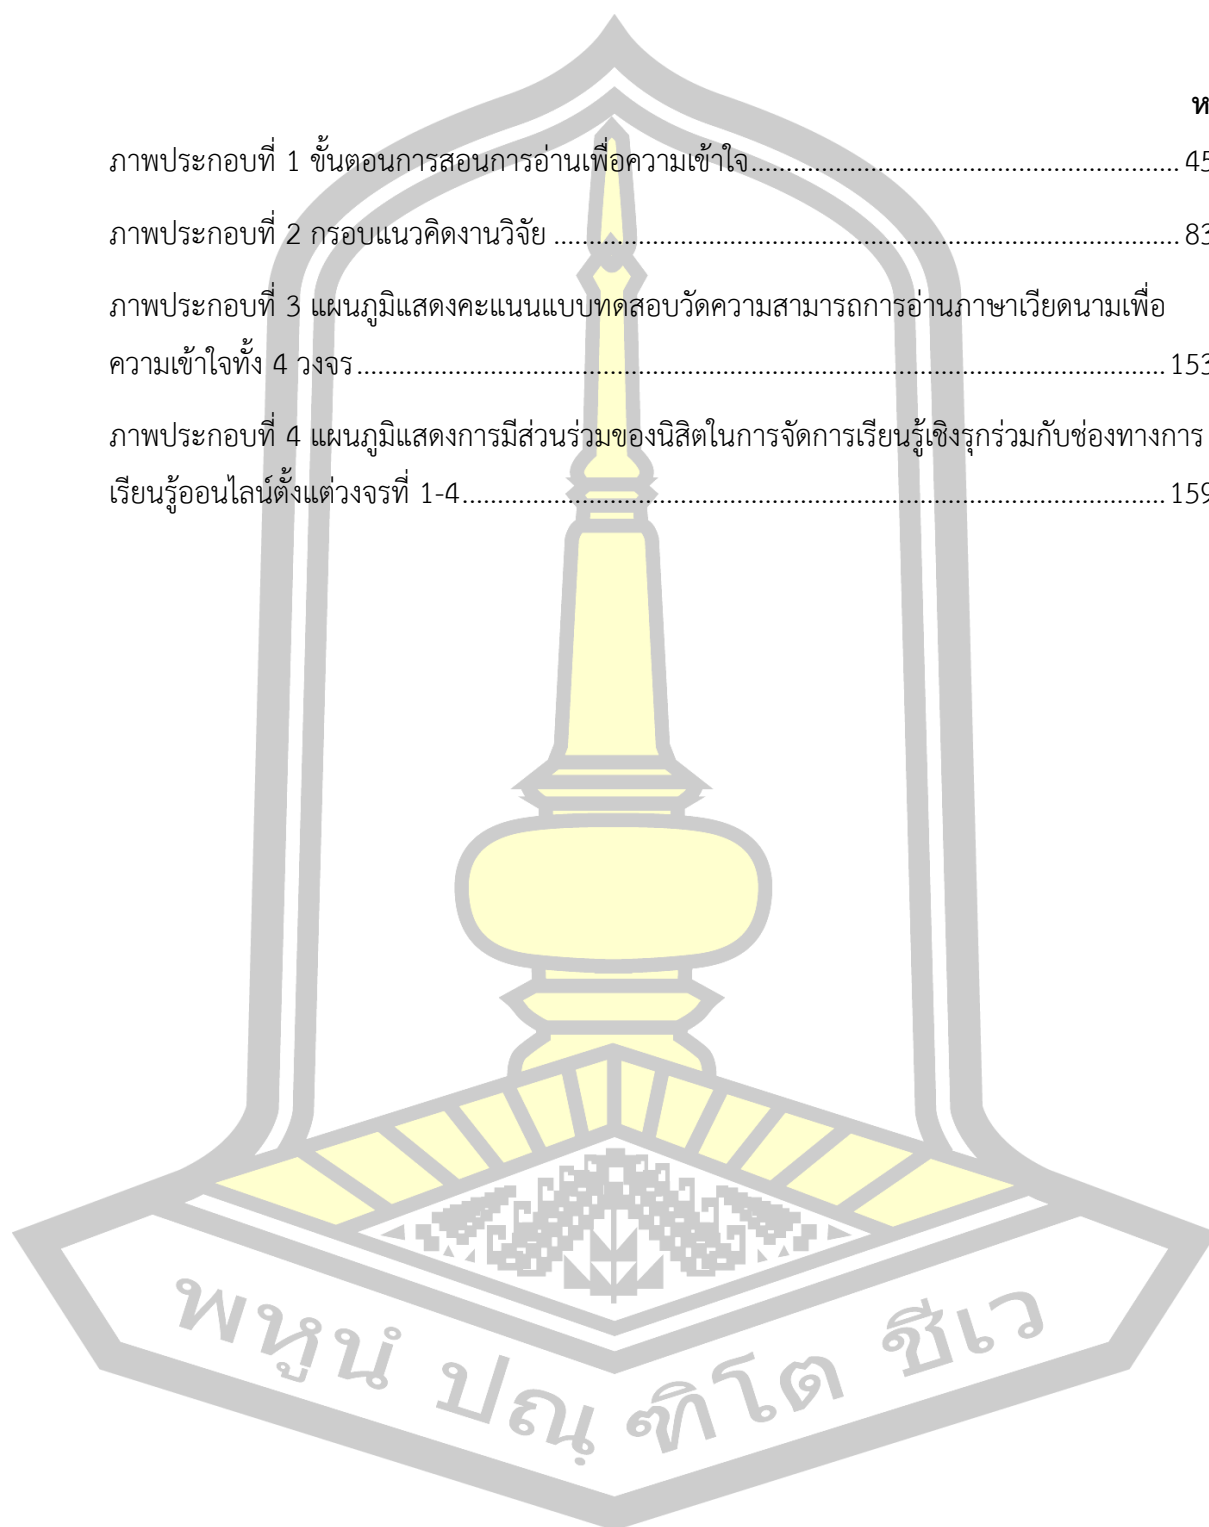 ห
ภาพประกอบที่ 1 ขั้นตอนการสอนการอ่านเพื่อความเข้าใจ.......................................................... 45
ภาพประกอบที่ 2 กรอบแนวคิดงานวิจัย ..................................................................................... 83
ภาพประกอบที่ 3 แผนภูมิแสดงคะแนนแบบทดสอบวัดความสามารถการอ่านภาษาเวียดนามเพื่อ
ความเข้าใจทั้ง 4 วงจร.............................................................................................................. 153
ภาพประกอบที่ 4 แผนภูมิแสดงการมีส่วนร่วมของนิสิตในการจัดการเรียนรู้เชิงรุกร่วมกับช่องทางการ
เรียนรู้ออนไลน์ตั้งแต่วงจรที่ 1-4................................................................................................ 159
พหูนํ ปณฺฑิโต ชีเว